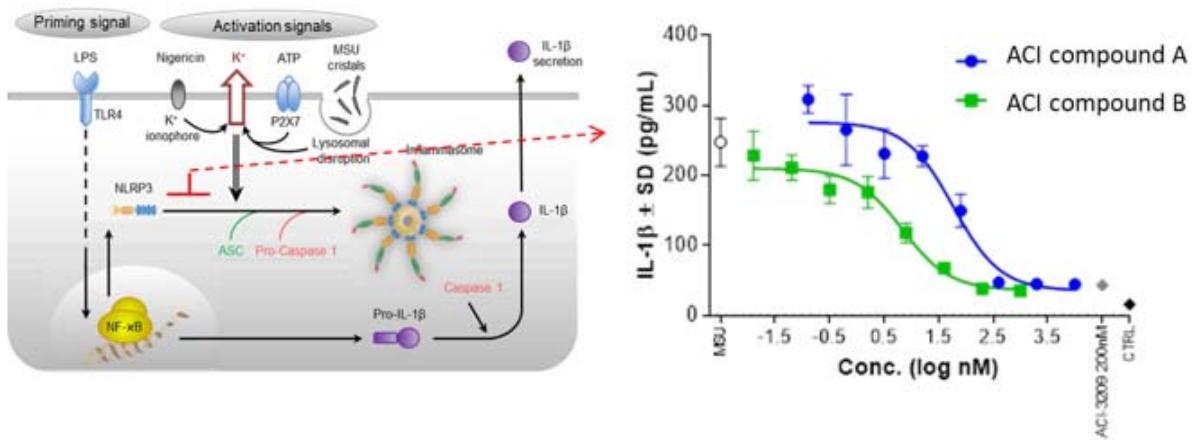 Priming signal
Activation signals
LPS
Nigericin
K⁺
ATP
MSU
cristals
IL-1β
secretion
TLR4
K⁺
ionophore
P2X7
Lysosomal
disruption
Inflammasome
NLRP3
ASC
Pro-Caspase 1
IL-1β
Caspase 1
NF-κB
Pro-IL-1β
IL-1β ± SD (pg/mL)
400
300
200
100
0
ACI compound A
ACI compound B
MSU
-1.5
-0.5
0.5
1.5
2.5
3.5
ACI-3209 200nM
CTRL
Conc. (log nM)